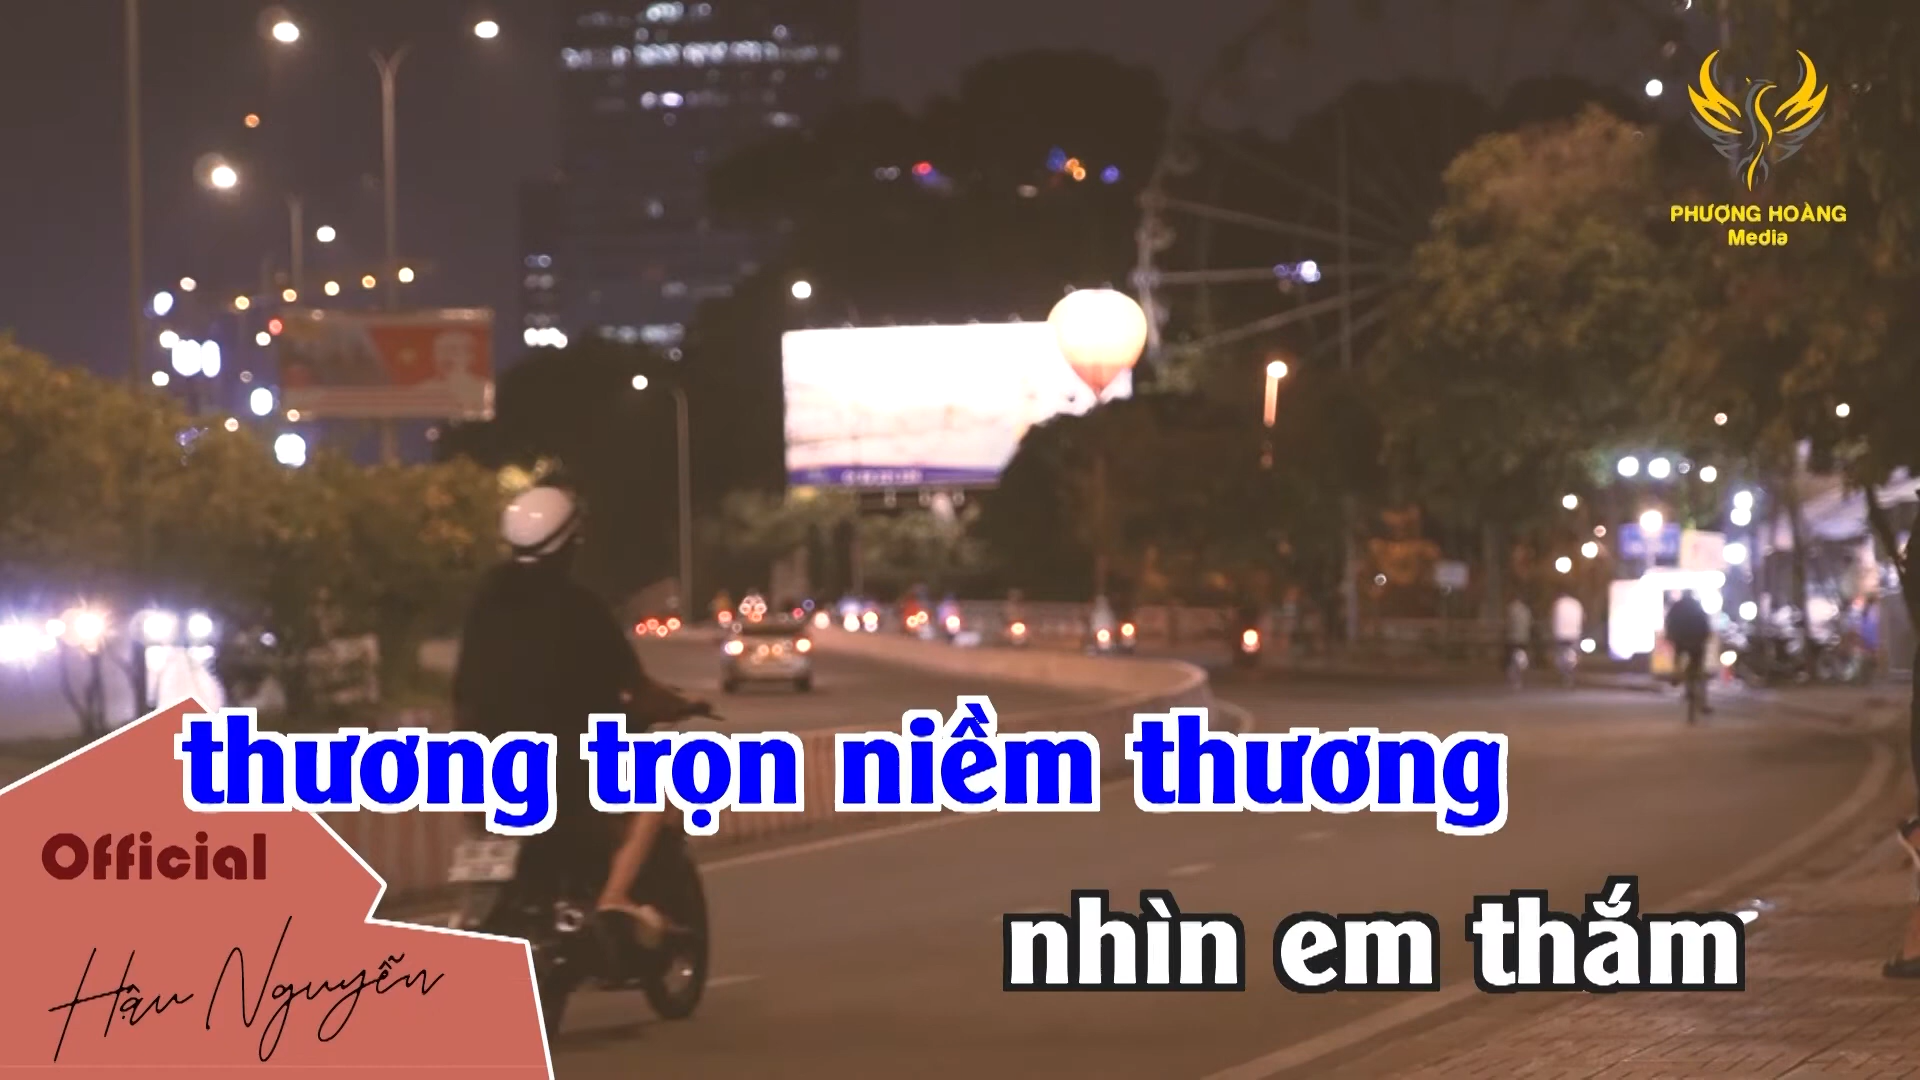 PHƯỢNG HOÀNG
Media
thương trọn niềm thương
nhìn em thắm
Official
Hậu Nguyễn